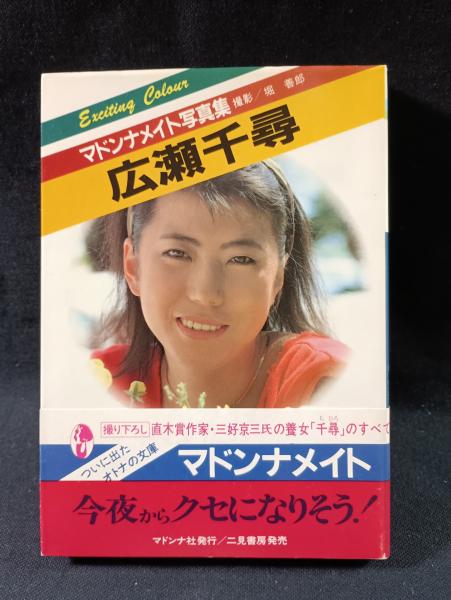 Exciting Colour
マドンナメイト写真集 撮影／堀 善郎
広瀬千尋
撮り下ろし 直木賞作家・三好京三氏の養女「千尋」のすべて
ち ひろ
ついに出た
オトナの文庫
マドンナメイト
今夜からクセになりそう!
マドンナ社発行／二見書房発売